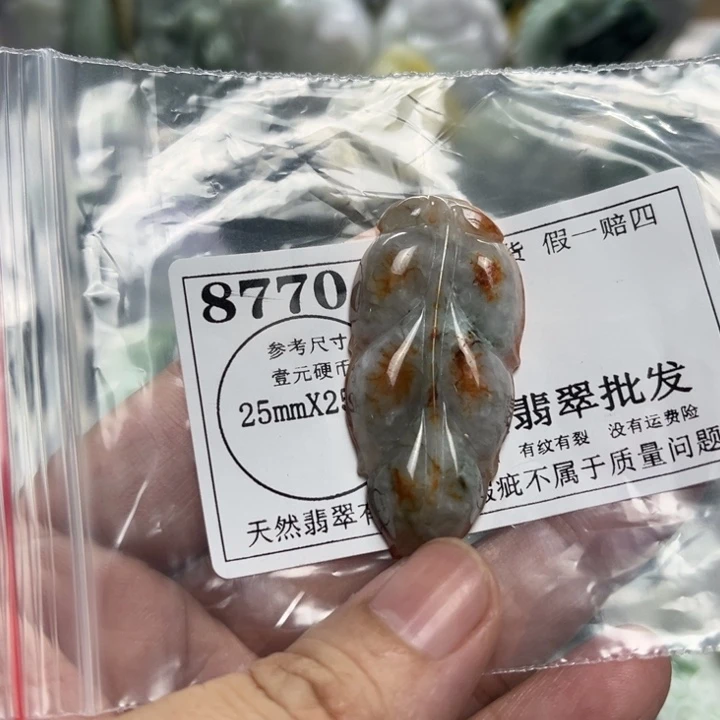 8770
货 假一赔四
参考尺寸
壹元硬币
25mmX25
翡翠批发
有纹有裂 没有运费险
天然翡翠有 瑕疵不属于质量问题